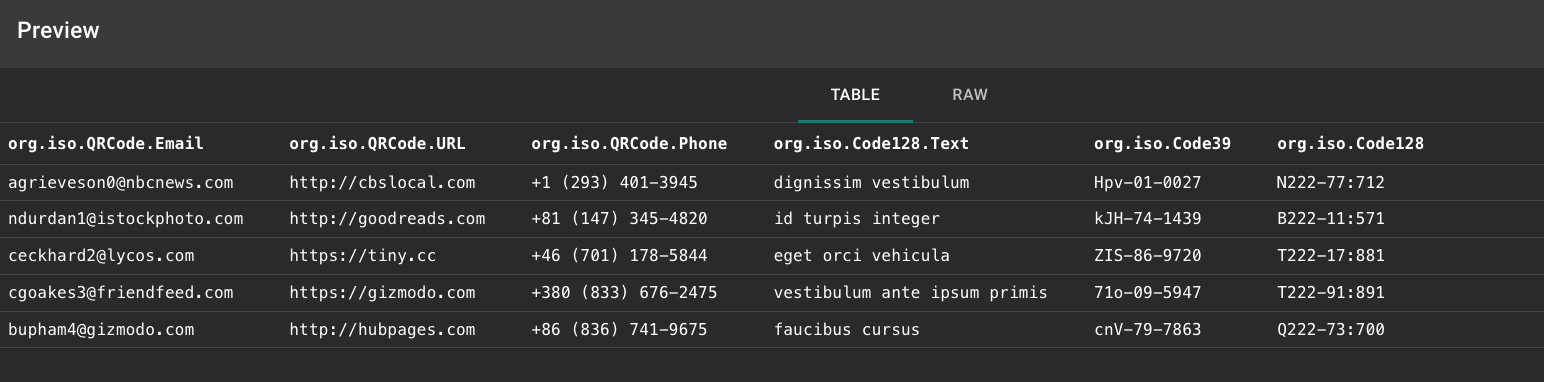 Preview
TABLE RAW
org.iso.QRCode.Email org.iso.QRCode.URL org.iso.QRCode.Phone org.iso.Code128.Text org.iso.Code39 org.iso.Code128
agrieveson0@nbcnews.com http://cbslocal.com +1 (293) 401-3945 dignissim vestibulum Hpv-01-0027 N222-77:712
ndurdan1@istockphoto.com http://goodreads.com +81 (147) 345-4820 id turpis integer kJH-74-1439 B222-11:571
ceckhard2@lycos.com https://tiny.cc +46 (701) 178-5844 eget orci vehicula ZIS-86-9720 T222-17:881
cgoakes3@friendfeed.com https://gizmodo.com +380 (833) 676-2475 vestibulum ante ipsum primis 71o-09-5947 T222-91:891
bupham4@gizmodo.com http://hubpages.com +86 (836) 741-9675 faucibus cursus cnV-79-7863 Q222-73:700